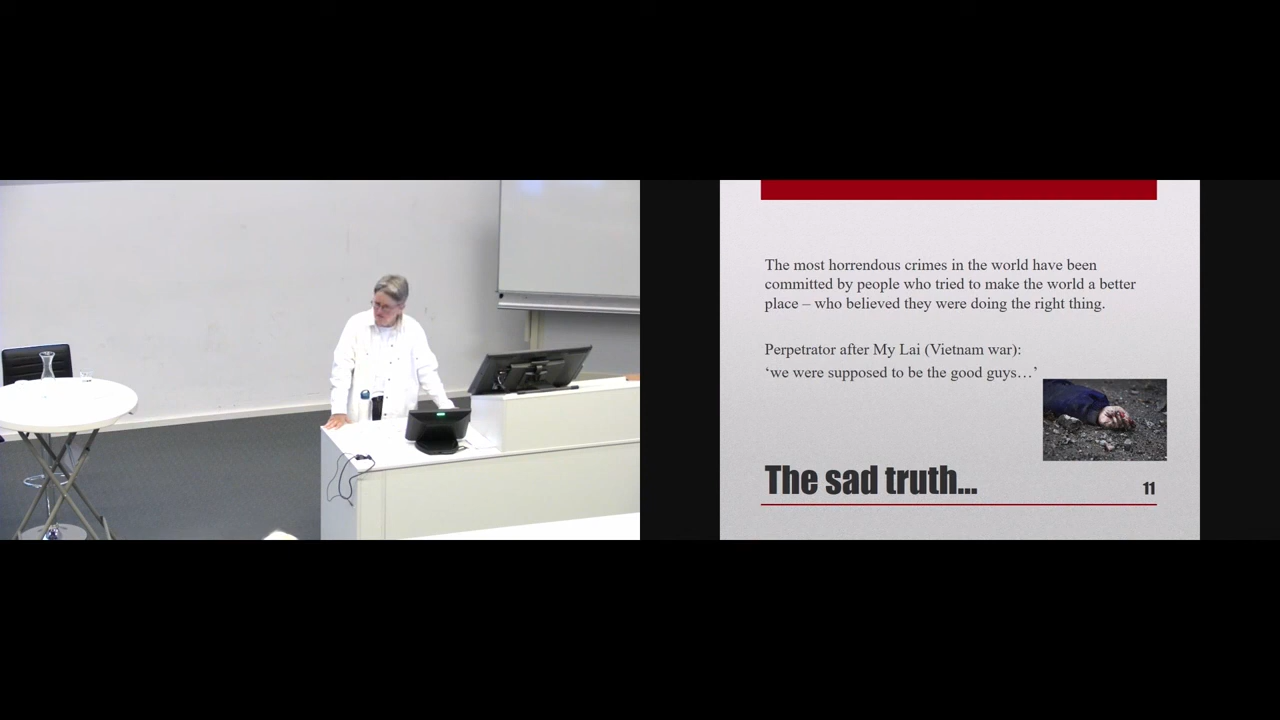 The most horrendous crimes in the world have been
committed by people who tried to make the world a better
place – who believed they were doing the right thing.
Perpetrator after My Lai (Vietnam war):
‘we were supposed to be the good guys…’
The sad truth...
11